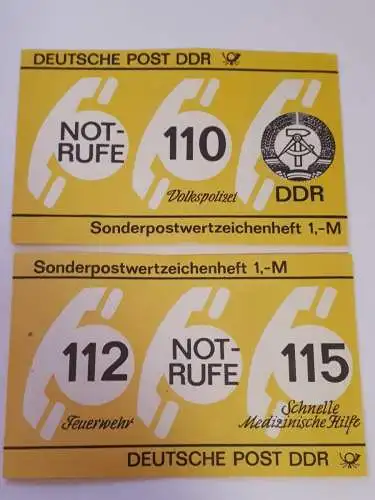 DEUTSCHE POST DDR
NOT-
RUFE
110
Volkspolizei
DDR
Sonderpostwertzeichenheft 1,-M
Sonderpostwertzeichenheft 1,-M
112
Feuerwehr
NOT-
RUFE
115
Schnelle
Medizinische Hilfe
DEUTSCHE POST DDR